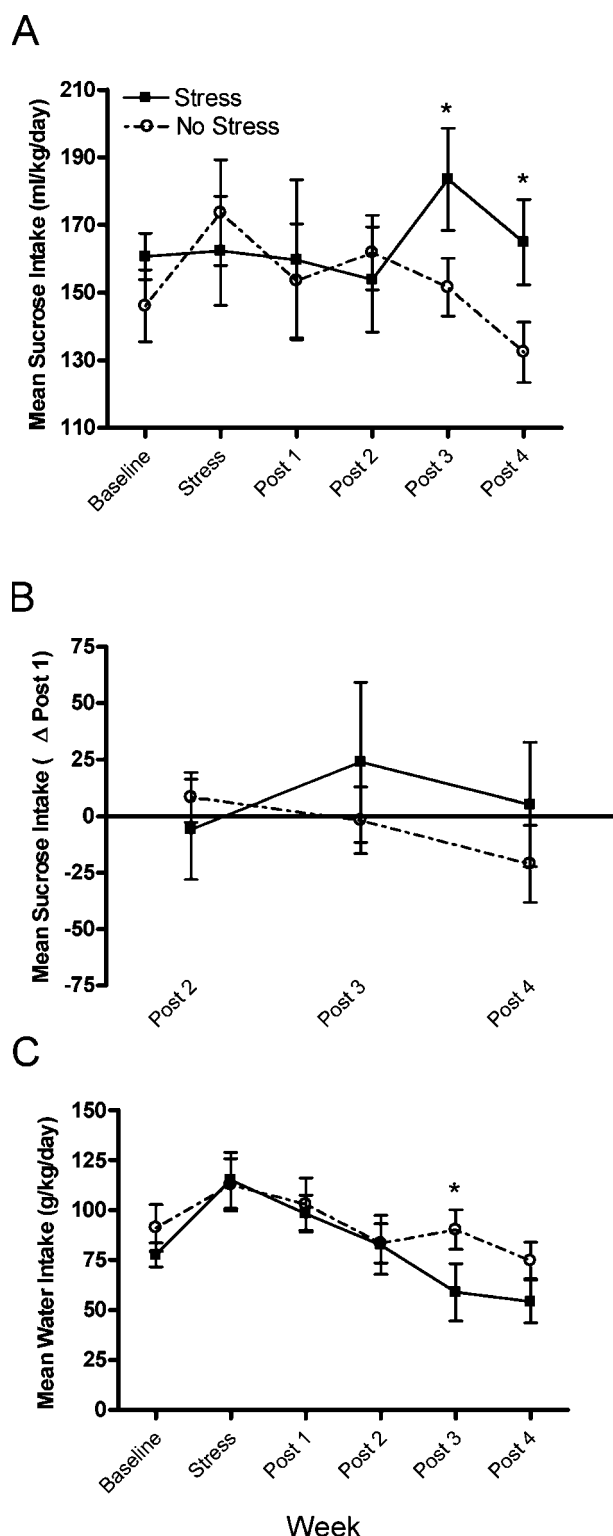 A
Mean Sucrose Intake (ml/kg/day)
210
190
170
150
130
110
Stress
No Stress
*
*
Baseline
Stress
Post 1
Post 2
Post 3
Post 4
B
Mean Sucrose Intake ( Δ Post 1)
75
50
25
0
-25
-50
-75
Post 2
Post 3
Post 4
C
Mean Water Intake (g/kg/day)
150
125
100
75
50
25
0
*
Baseline
Stress
Post 1
Post 2
Post 3
Post 4
Week